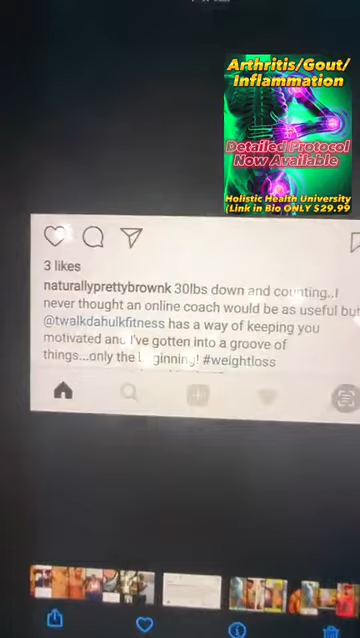 Arthritis/Gout/
Inflammation
Detailed Protocol
Now Available
Holistic Health University
(Link in Bio ONLY $29.99
3 likes
naturallyprettybrownk 30lbs down and counting..I
never thought an online coach would be as useful but
@twalkdahulkfitness has a way of keeping you
motivated and I've gotten into a groove of
things...only the beginning! #weightloss